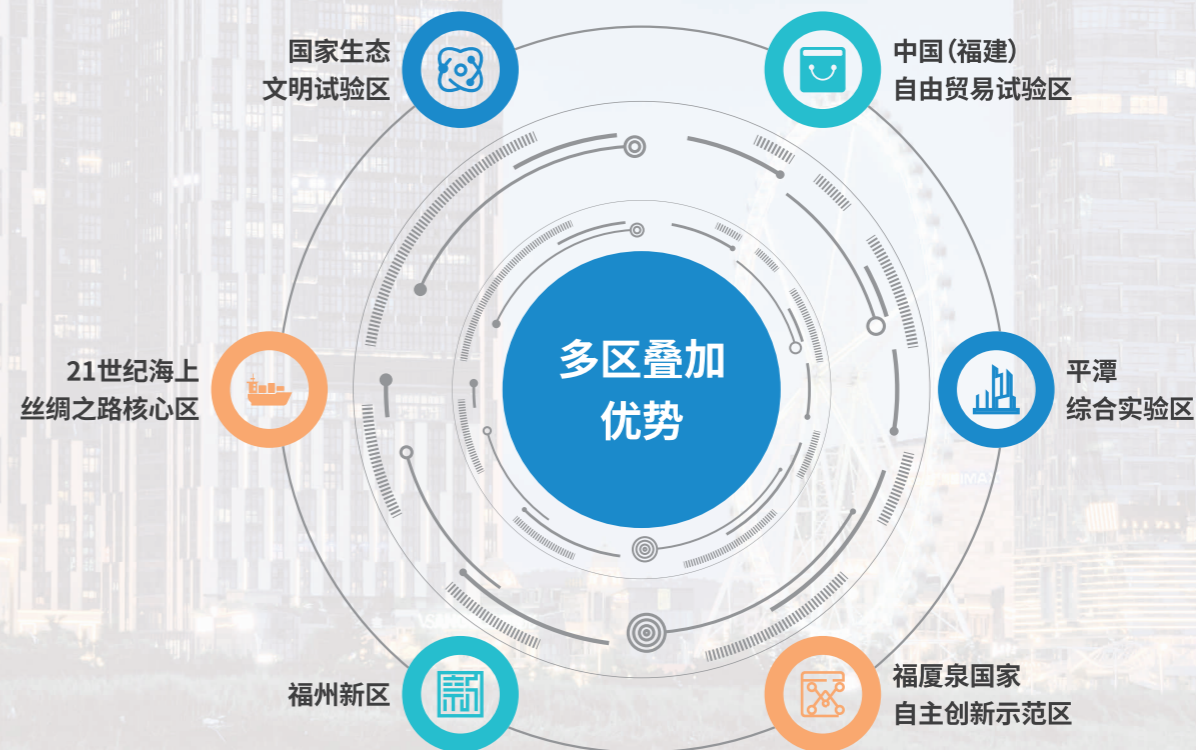 国家生态
文明试验区
中国（福建）
自由贸易试验区
21世纪海上
丝绸之路核心区
多区叠加
优势
平潭
综合实验区
福州新区
福厦泉国家
自主创新示范区